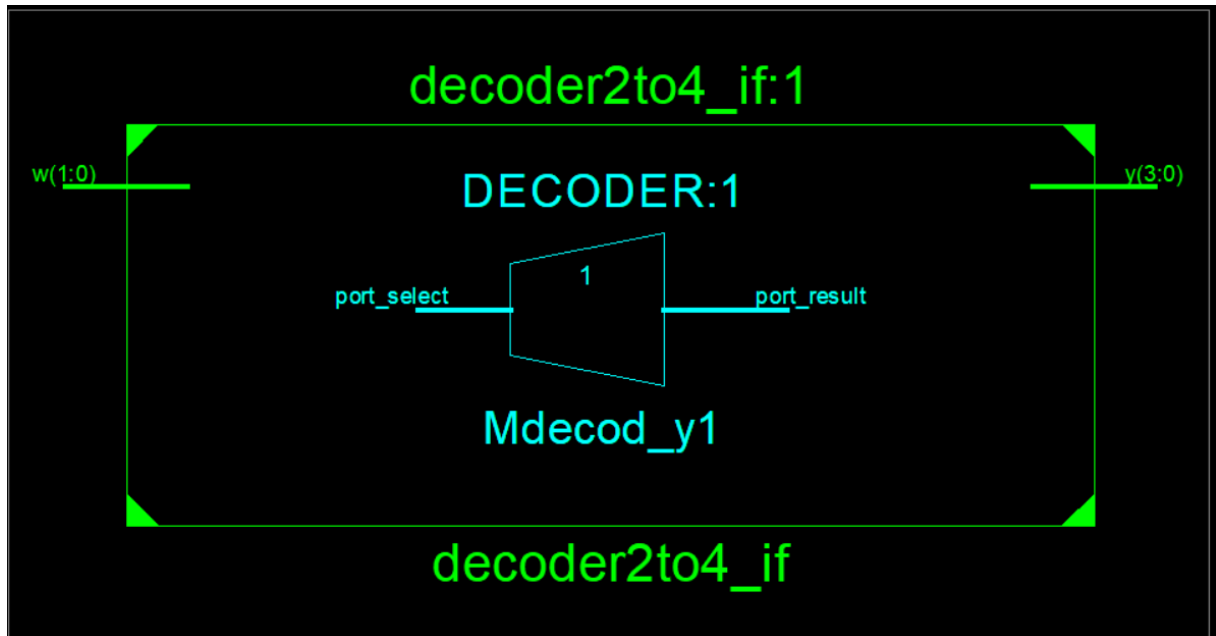 decoder2to4_if:1
w(1:0)
y(3:0)
DECODER:1
1
port_select
port_result
Mdecod_y1
decoder2to4_if